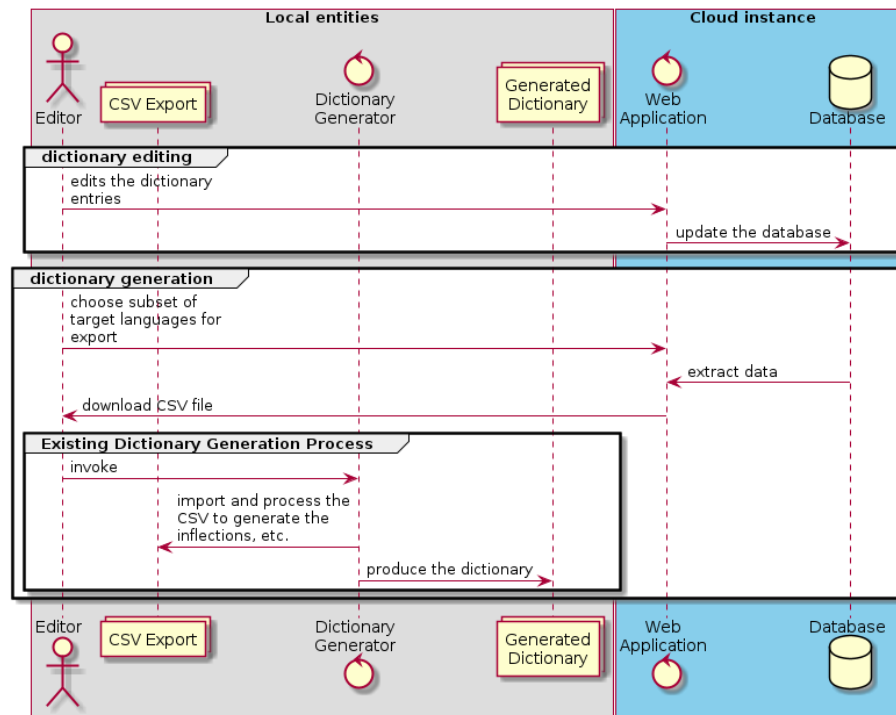 Local entities
Cloud instance
Editor
CSV Export
Dictionary
Generator
Generated
Dictionary
Web
Application
Database
dictionary editing
edits the dictionary
entries
update the database
dictionary generation
choose subset of
target languages for
export
extract data
download CSV file
Existing Dictionary Generation Process
invoke
import and process the
CSV to generate the
inflections, etc.
produce the dictionary
Editor
CSV Export
Dictionary
Generator
Generated
Dictionary
Web
Application
Database